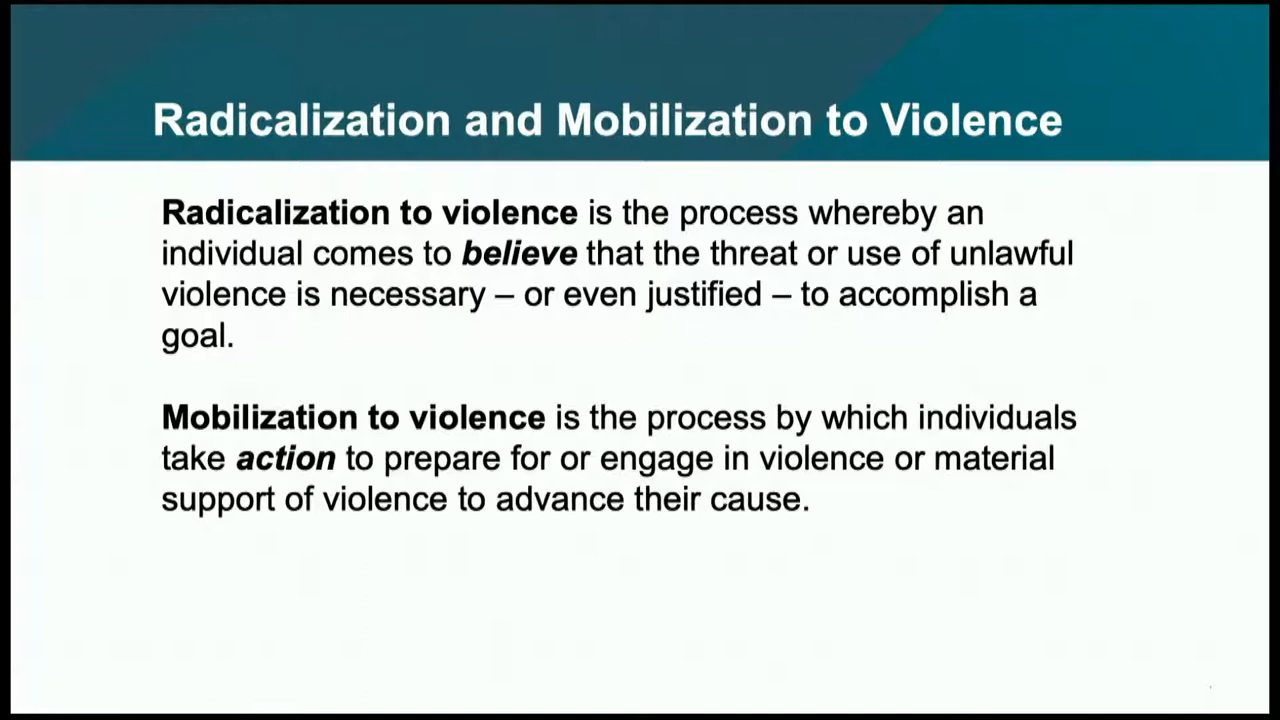 Radicalization and Mobilization to Violence
Radicalization to violence is the process whereby an
individual comes to believe that the threat or use of unlawful
violence is necessary – or even justified – to accomplish a
goal.
Mobilization to violence is the process by which individuals
take action to prepare for or engage in violence or material
support of violence to advance their cause.